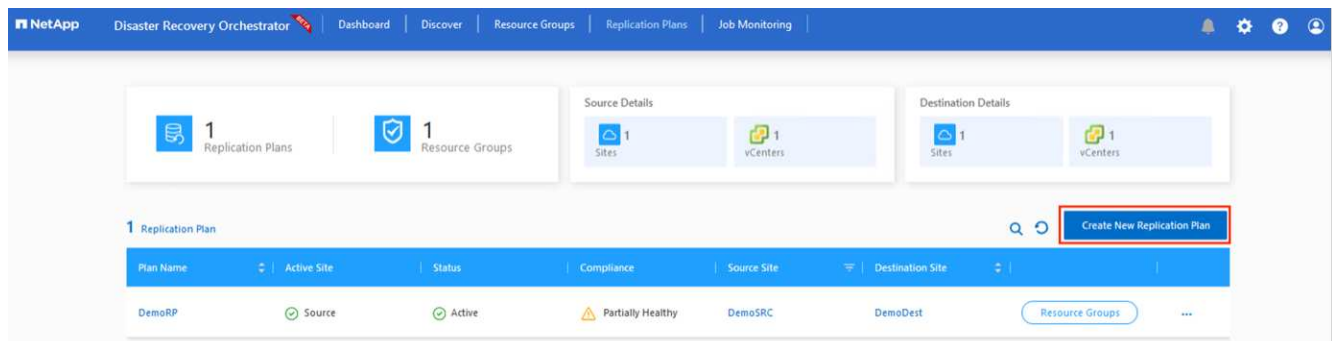 NetApp Disaster Recovery Orchestrator Dashboard Discover Resource Groups Replication Plans Job Monitoring ?
1
Replication Plans
1
Resource Groups
Source Details
1
Sites
1
vCenters
Destination Details
1
Sites
1
vCenters
1 Replication Plan
Create New Replication Plan
Plan Name Active Site Status Compliance Source Site Destination Site
DemoRP Source Active Partially Healthy DemoSRC DemoDest Resource Groups ...